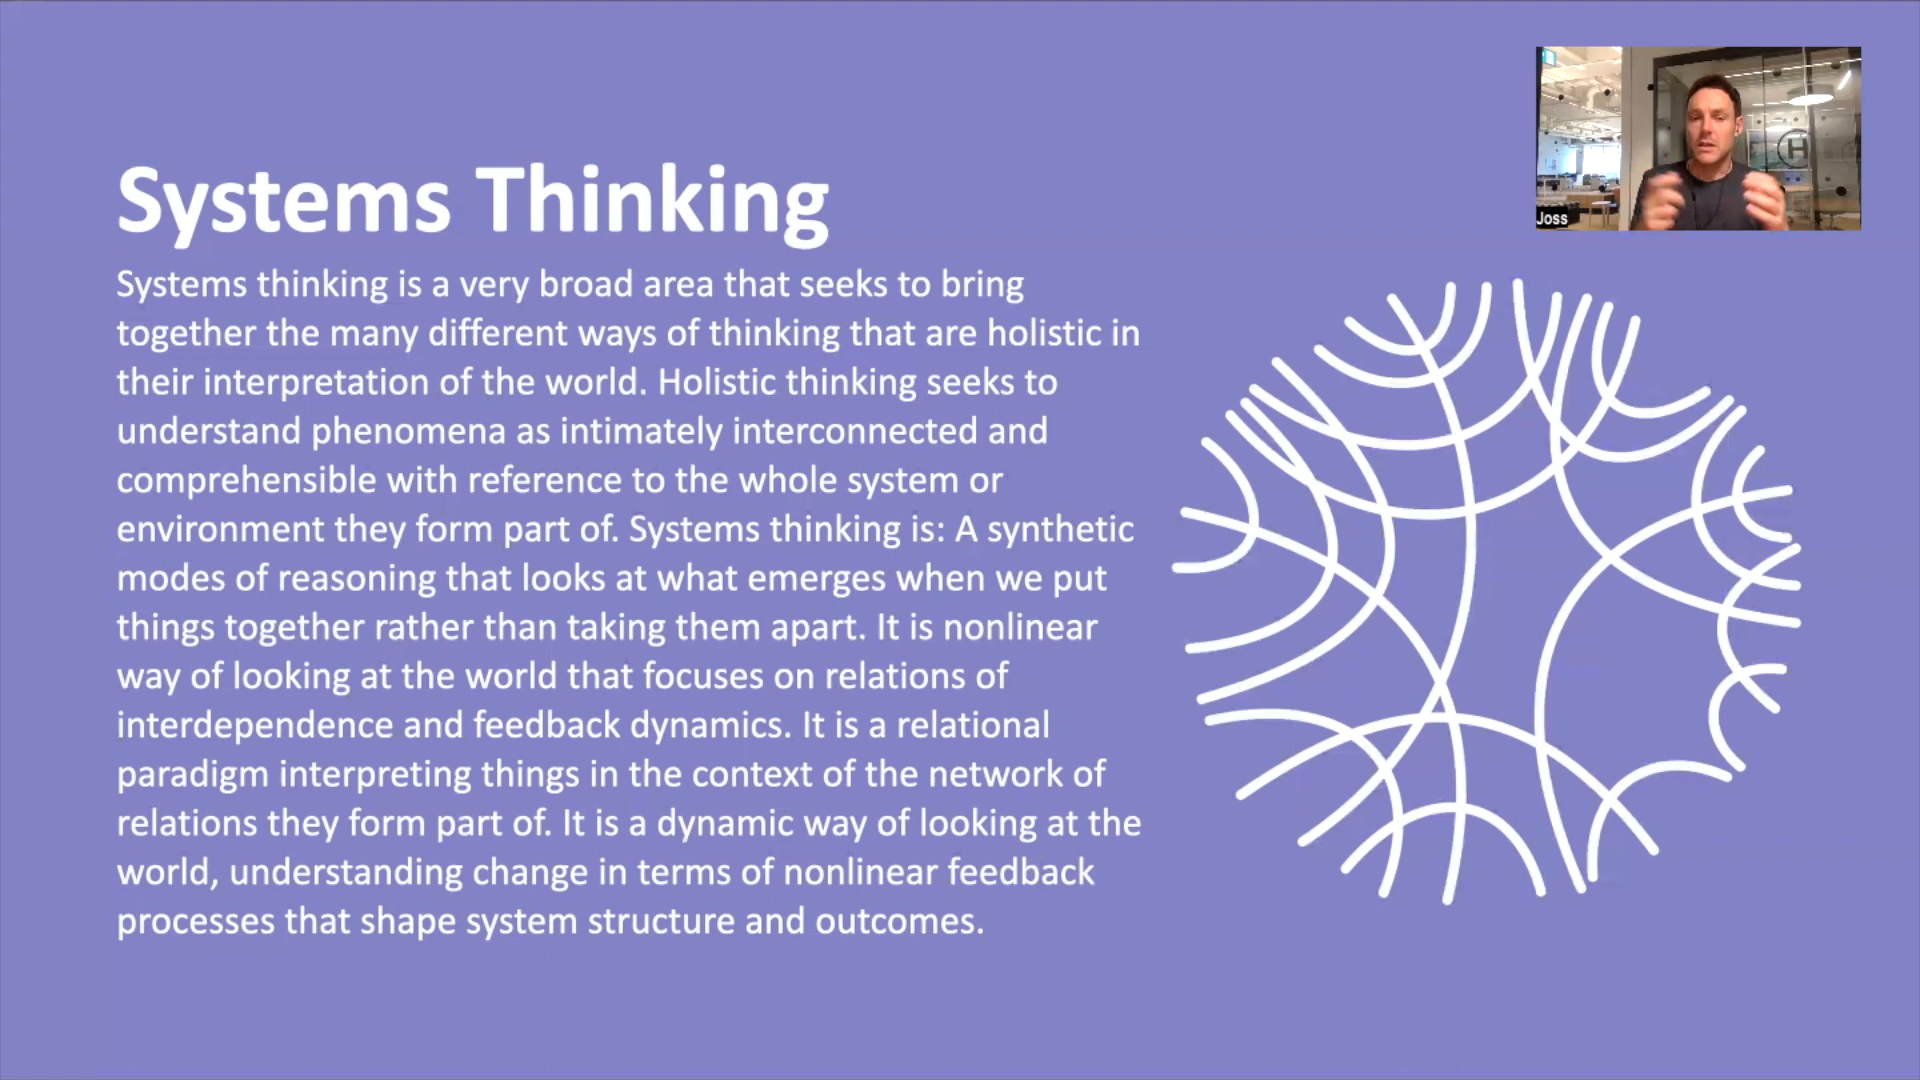 Systems Thinking
Systems thinking is a very broad area that seeks to bring
together the many different ways of thinking that are holistic in
their interpretation of the world. Holistic thinking seeks to
understand phenomena as intimately interconnected and
comprehensible with reference to the whole system or
environment they form part of. Systems thinking is: A synthetic
modes of reasoning that looks at what emerges when we put
things together rather than taking them apart. It is nonlinear
way of looking at the world that focuses on relations of
interdependence and feedback dynamics. It is a relational
paradigm interpreting things in the context of the network of
relations they form part of. It is a dynamic way of looking at the
world, understanding change in terms of nonlinear feedback
processes that shape system structure and outcomes.
H
Joss